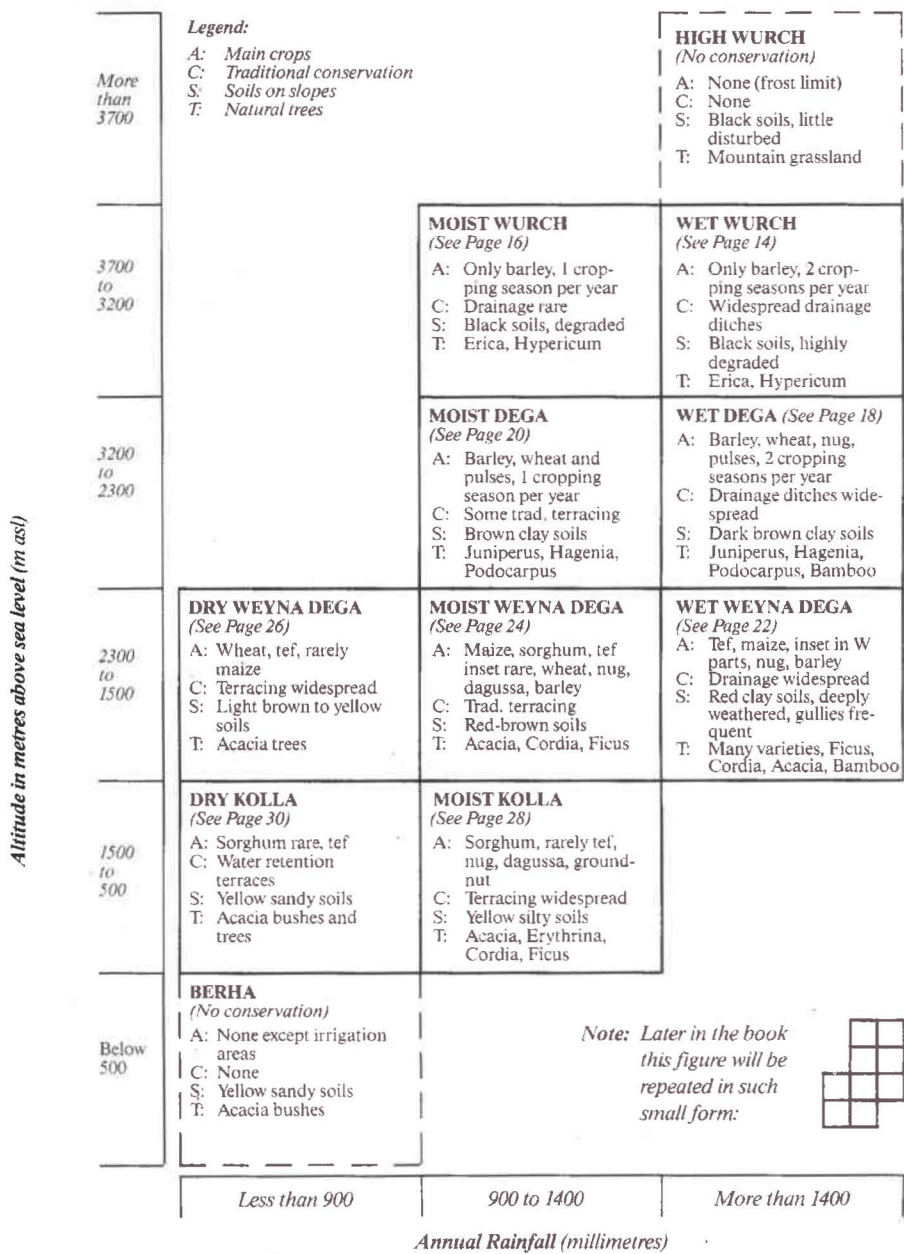 Legend:
A: Main crops
C: Traditional conservation
S: Soils on slopes
T: Natural trees
More
than
3700
HIGH WURCH
(No conservation)
A: None (frost limit)
C: None
S: Black soils, little
disturbed
T: Mountain grassland
3700
to
3200
MOIST WURCH
(See Page 16)
A: Only barley, 1 crop-
ping season per year
C: Drainage rare
S: Black soils, degraded
T: Erica, Hypericum
WET WURCH
(See Page 14)
A: Only barley, 2 crop-
ping seasons per year
C: Widespread drainage
ditches
S: Black soils, highly
degraded
T: Erica, Hypericum
3200
to
2300
MOIST DEGA
(See Page 20)
A: Barley, wheat and
pulses, 1 cropping
season per year
C: Some trad. terracing
S: Brown clay soils
T: Juniperus, Hagenia,
Podocarpus
WET DEGA (See Page 18)
A: Barley, wheat, nug,
pulses, 2 cropping
seasons per year
C: Drainage ditches wide-
spread
S: Dark brown clay soils
T: Juniperus, Hagenia,
Podocarpus, Bamboo
2300
to
1500
DRY WEYNA DEGA
(See Page 26)
A: Wheat, tef, rarely
maize
C: Terracing widespread
S: Light brown to yellow
soils
T: Acacia trees
MOIST WEYNA DEGA
(See Page 24)
A: Maize, sorghum, tef
inset rare, wheat, nug,
dagussa, barley
C: Trad. terracing
S: Red-brown soils
T: Acacia, Cordia, Ficus
WET WEYNA DEGA
(See Page 22)
A: Tef, maize, inset in W
parts, nug, barley
C: Drainage widespread
S: Red clay soils, deeply
weathered, gullies fre-
quent
T: Many varieties, Ficus,
Cordia, Acacia, Bamboo
1500
to
500
DRY KOLLA
(See Page 30)
A: Sorghum rare, tef
C: Water retention
terraces
S: Yellow sandy soils
T: Acacia bushes and
trees
MOIST KOLLA
(See Page 28)
A: Sorghum, rarely tef,
nug, dagussa, ground-
nut
C: Terracing widespread
S: Yellow silty soils
T: Acacia, Erythrina,
Cordia, Ficus
Below
500
BERHA
(No conservation)
A: None except irrigation
areas
C: None
S: Yellow sandy soils
T: Acacia bushes
Note: Later in the book
this figure will be
repeated in such
small form:
Altitude in metres above sea level (m asl)
Less than 900
900 to 1400
More than 1400
Annual Rainfall (millimetres)